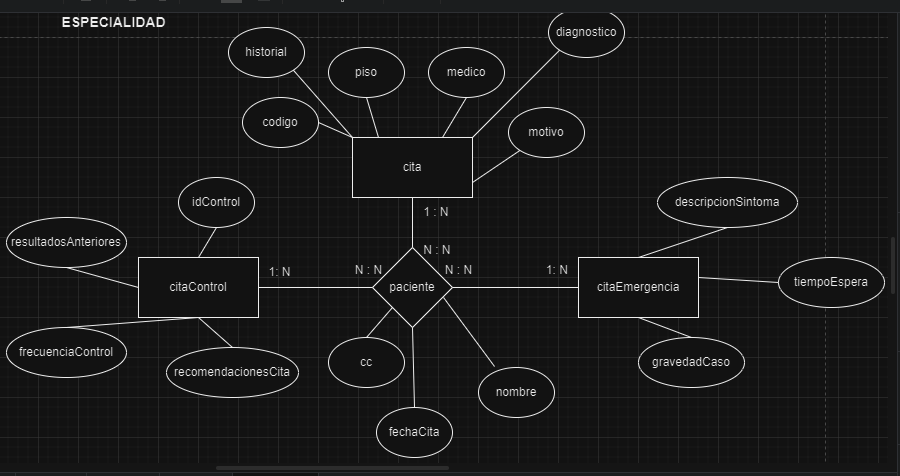 ESPECIALIDAD
diagnostico
historial
piso
medico
codigo
motivo
cita
idControl
descripcionSintoma
1 : N
resultadosAnteriores
N : N
1: N
N : N
N : N
1: N
citaControl
paciente
citaEmergencia
tiempoEspera
frecuenciaControl
cc
gravedadCaso
recomendacionesCita
nombre
fechaCita